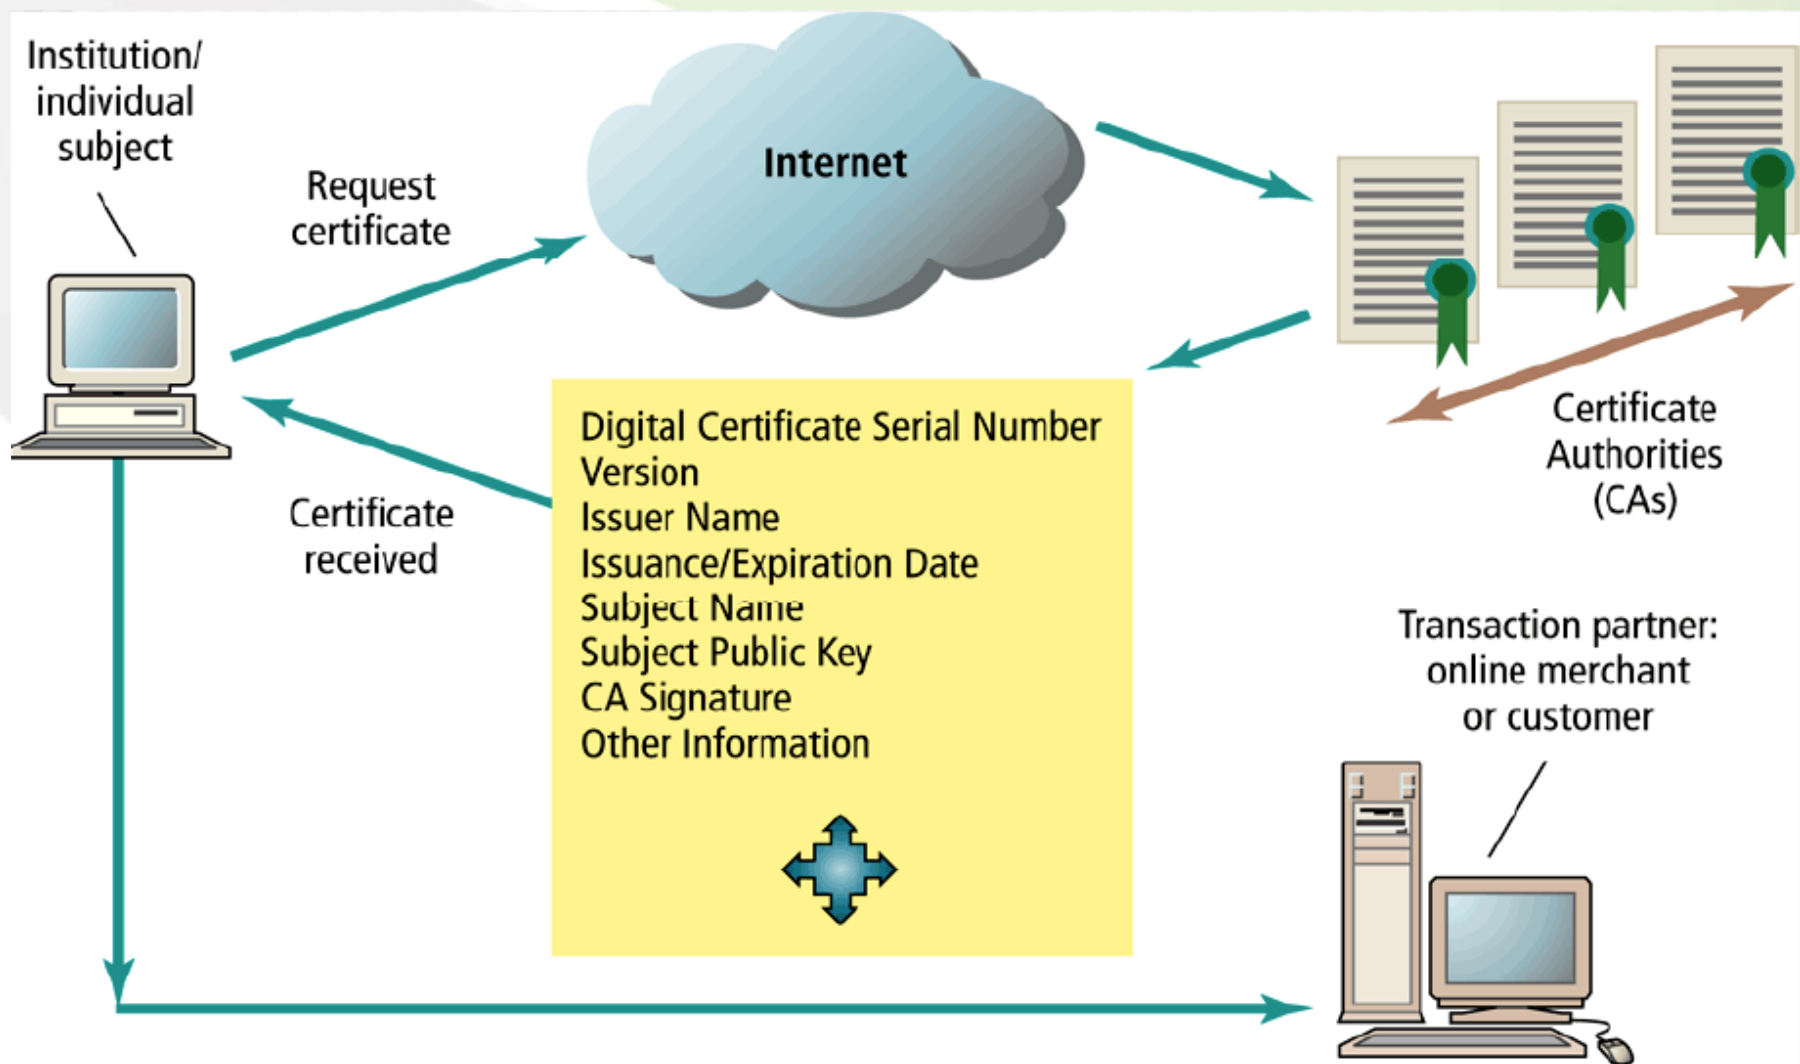 Institution/
individual
subject
Request
certificate
Internet
Certificate
Authorities
(CAs)
Certificate
received
Digital Certificate Serial Number
Version
Issuer Name
Issuance/Expiration Date
Subject Name
Subject Public Key
CA Signature
Other Information
Transaction partner:
online merchant
or customer